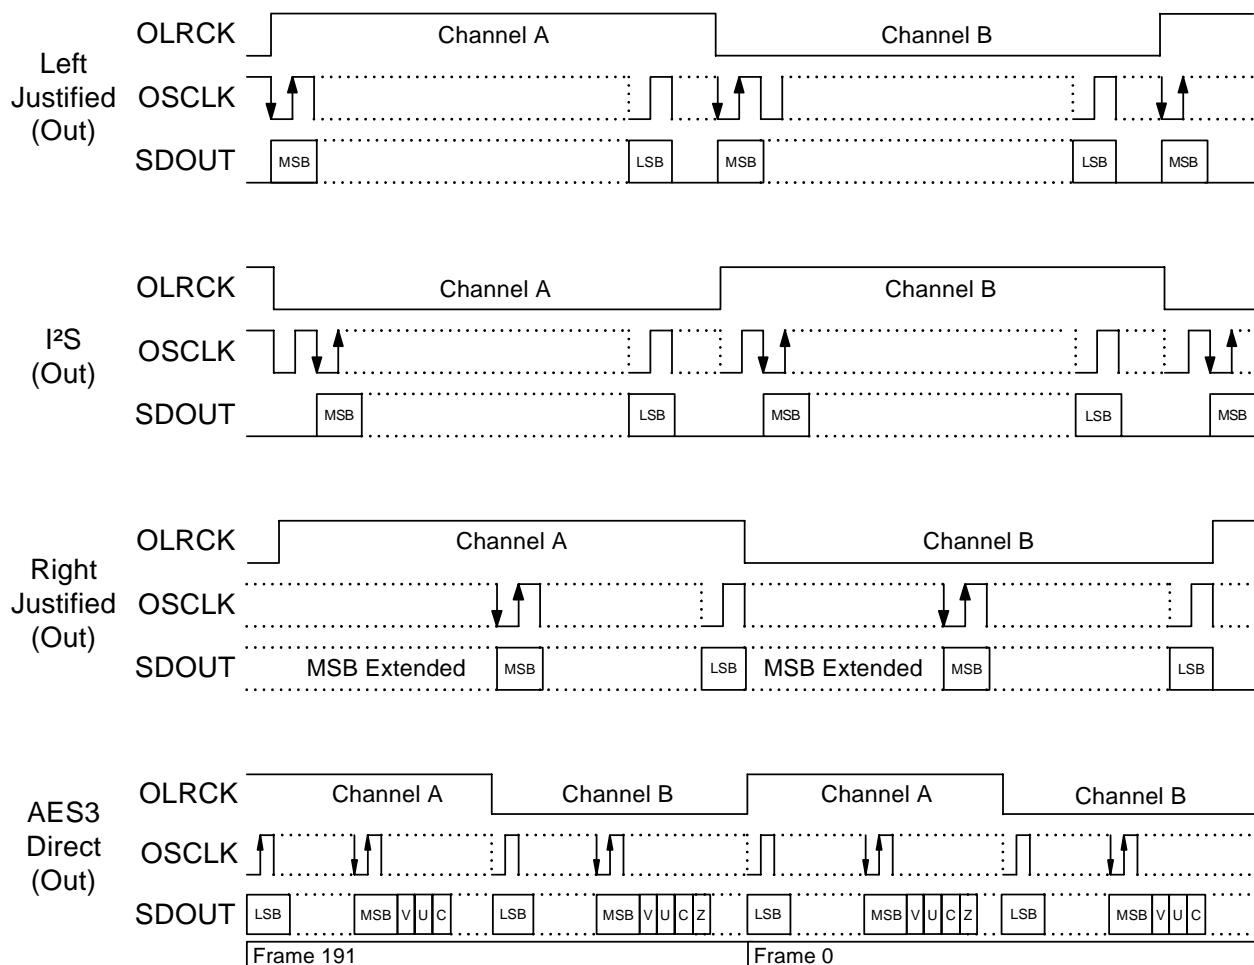 Left Justified (Out)
OLRCK Channel A Channel B
OSCLK
SDOUT MSB LSB MSB LSB MSB
I²S (Out)
OLRCK Channel A Channel B
OSCLK
SDOUT MSB LSB MSB LSB MSB
Right Justified (Out)
OLRCK Channel A Channel B
OSCLK
SDOUT MSB Extended MSB LSB MSB Extended MSB LSB
AES3 Direct (Out)
OLRCK Channel A Channel B Channel A Channel B
OSCLK
SDOUT LSB MSB V U C LSB MSB V U C Z LSB MSB V U C Z LSB MSB V U C
Frame 191 Frame 0